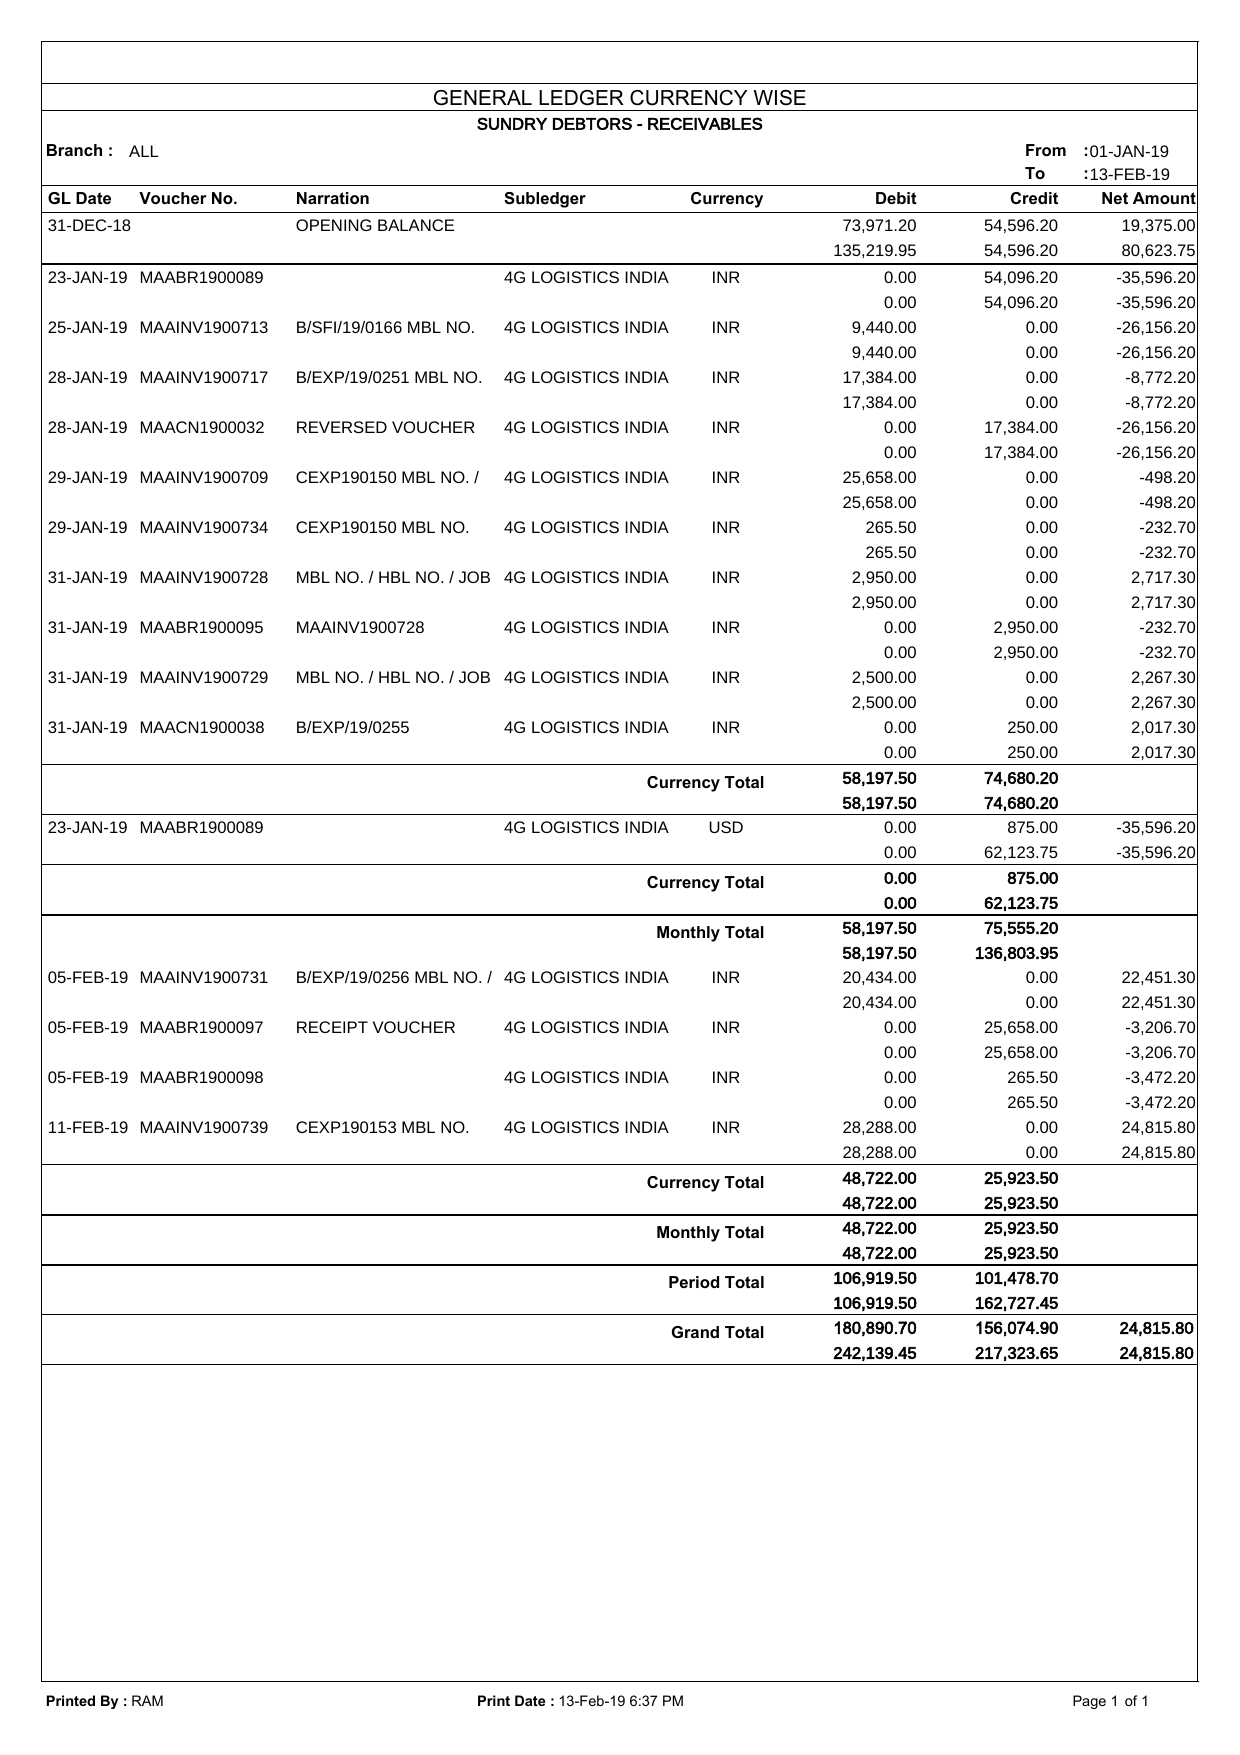 GENERAL LEDGER CURRENCY WISE
SUNDRY DEBTORS - RECEIVABLES
Branch : ALL From :01-JAN-19
To :13-FEB-19
GL Date Voucher No. Narration Subledger Currency Debit Credit Net Amount
31-DEC-18 OPENING BALANCE 73,971.20 54,596.20 19,375.00
135,219.95 54,596.20 80,623.75
23-JAN-19 MAABR1900089 4G LOGISTICS INDIA INR 0.00 54,096.20 -35,596.20
0.00 54,096.20 -35,596.20
25-JAN-19 MAAINV1900713 B/SFI/19/0166 MBL NO. 4G LOGISTICS INDIA INR 9,440.00 0.00 -26,156.20
9,440.00 0.00 -26,156.20
28-JAN-19 MAAINV1900717 B/EXP/19/0251 MBL NO. 4G LOGISTICS INDIA INR 17,384.00 0.00 -8,772.20
17,384.00 0.00 -8,772.20
28-JAN-19 MAACN1900032 REVERSED VOUCHER 4G LOGISTICS INDIA INR 0.00 17,384.00 -26,156.20
0.00 17,384.00 -26,156.20
29-JAN-19 MAAINV1900709 CEXP190150 MBL NO. / 4G LOGISTICS INDIA INR 25,658.00 0.00 -498.20
25,658.00 0.00 -498.20
29-JAN-19 MAAINV1900734 CEXP190150 MBL NO. 4G LOGISTICS INDIA INR 265.50 0.00 -232.70
265.50 0.00 -232.70
31-JAN-19 MAAINV1900728 MBL NO. / HBL NO. / JOB 4G LOGISTICS INDIA INR 2,950.00 0.00 2,717.30
2,950.00 0.00 2,717.30
31-JAN-19 MAABR1900095 MAAINV1900728 4G LOGISTICS INDIA INR 0.00 2,950.00 -232.70
0.00 2,950.00 -232.70
31-JAN-19 MAAINV1900729 MBL NO. / HBL NO. / JOB 4G LOGISTICS INDIA INR 2,500.00 0.00 2,267.30
2,500.00 0.00 2,267.30
31-JAN-19 MAACN1900038 B/EXP/19/0255 4G LOGISTICS INDIA INR 0.00 250.00 2,017.30
0.00 250.00 2,017.30
Currency Total 58,197.50 74,680.20
58,197.50 74,680.20
23-JAN-19 MAABR1900089 4G LOGISTICS INDIA USD 0.00 875.00 -35,596.20
0.00 62,123.75 -35,596.20
Currency Total 0.00 875.00
0.00 62,123.75
Monthly Total 58,197.50 75,555.20
58,197.50 136,803.95
05-FEB-19 MAAINV1900731 B/EXP/19/0256 MBL NO. / 4G LOGISTICS INDIA INR 20,434.00 0.00 22,451.30
20,434.00 0.00 22,451.30
05-FEB-19 MAABR1900097 RECEIPT VOUCHER 4G LOGISTICS INDIA INR 0.00 25,658.00 -3,206.70
0.00 25,658.00 -3,206.70
05-FEB-19 MAABR1900098 4G LOGISTICS INDIA INR 0.00 265.50 -3,472.20
0.00 265.50 -3,472.20
11-FEB-19 MAAINV1900739 CEXP190153 MBL NO. 4G LOGISTICS INDIA INR 28,288.00 0.00 24,815.80
28,288.00 0.00 24,815.80
Currency Total 48,722.00 25,923.50
48,722.00 25,923.50
Monthly Total 48,722.00 25,923.50
48,722.00 25,923.50
Period Total 106,919.50 101,478.70
106,919.50 162,727.45
Grand Total 180,890.70 156,074.90 24,815.80
242,139.45 217,323.65 24,815.80
Printed By : RAM Print Date : 13-Feb-19 6:37 PM Page 1 of 1